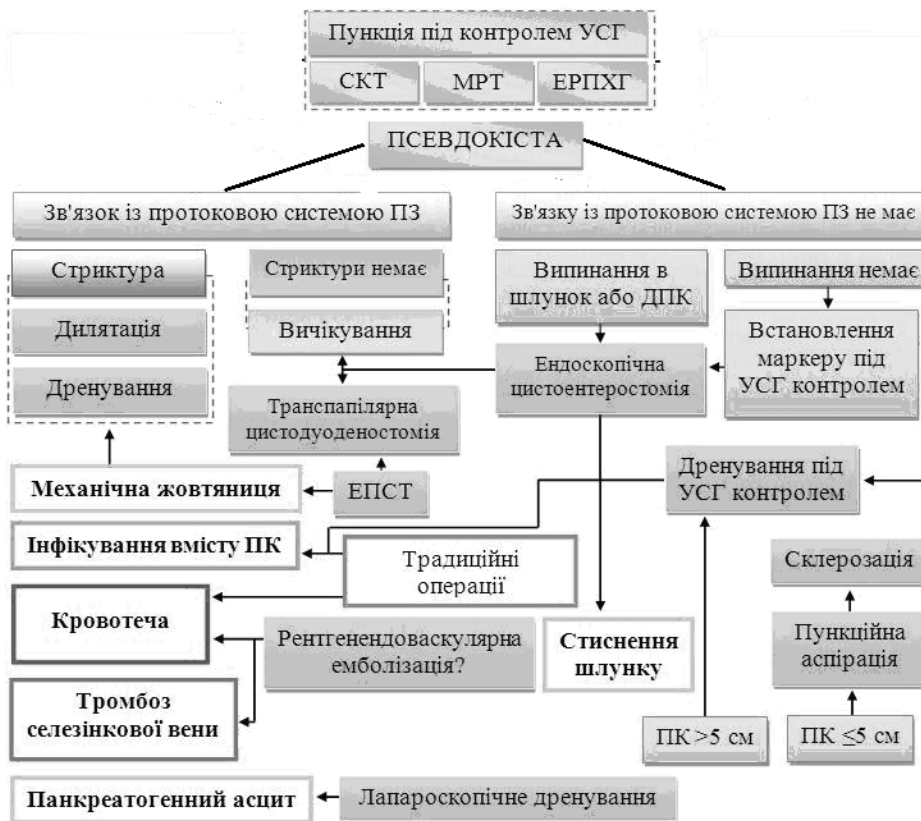 Пункція під контролем УСГ
СКТ
МРТ
ЕРПХГ
ПСЕВДОКІСТА
Зв'язок із протоковою системою ПЗ
Зв'язку із протоковою системою ПЗ не має
Стриктура
Стриктури немає
Випинання в
шлунок або ДПК
Випинання немає
Дилятація
Вичікування
Встановлення
маркеру під
УСГ контролем
Дренування
Ендоскопічна
цистоентеростомія
Транспапілярна
цистодуоденостомія
Механічна жовтяниця
ЕПСТ
Дренування під
УСГ контролем
Інфікування вмісту ПК
Традиційні
операції
Склерозація
Кровотеча
Рентгенендоваскулярна
емболізація?
Стиснення
шлунку
Пункційна
аспірація
Тромбоз
селезінкової вени
ПК >5 см
ПК ≤5 см
Панкреатогенний асцит
Лапароскопічне дренування